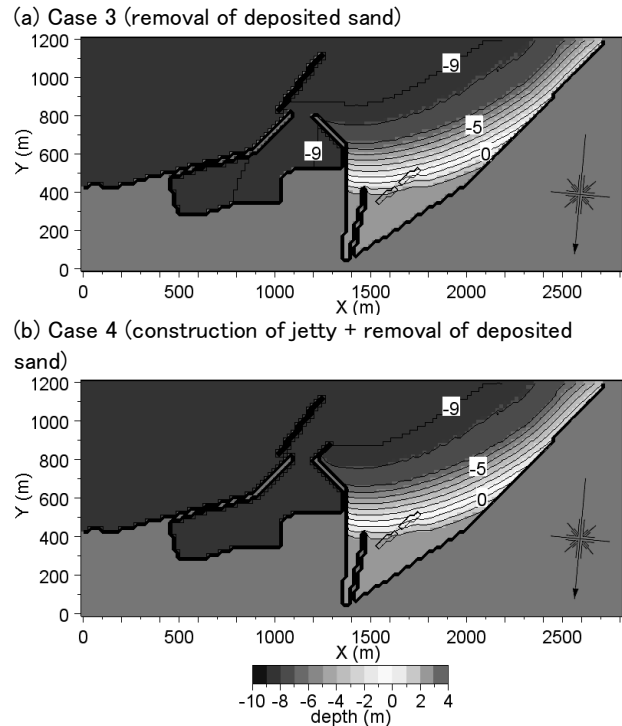 (a) Case 3 (removal of deposited sand)
1200
1000
800
600
400
200
0
Y (m)
-9
-5
0
-9
0 500 1000 1500 2000 2500
X (m)
(b) Case 4 (construction of jetty + removal of deposited
sand)
1200
1000
800
600
400
200
0
Y (m)
-9
-5
0
0 500 1000 1500 2000 2500
X (m)
-10 -8 -6 -4 -2 0 2 4
depth (m)